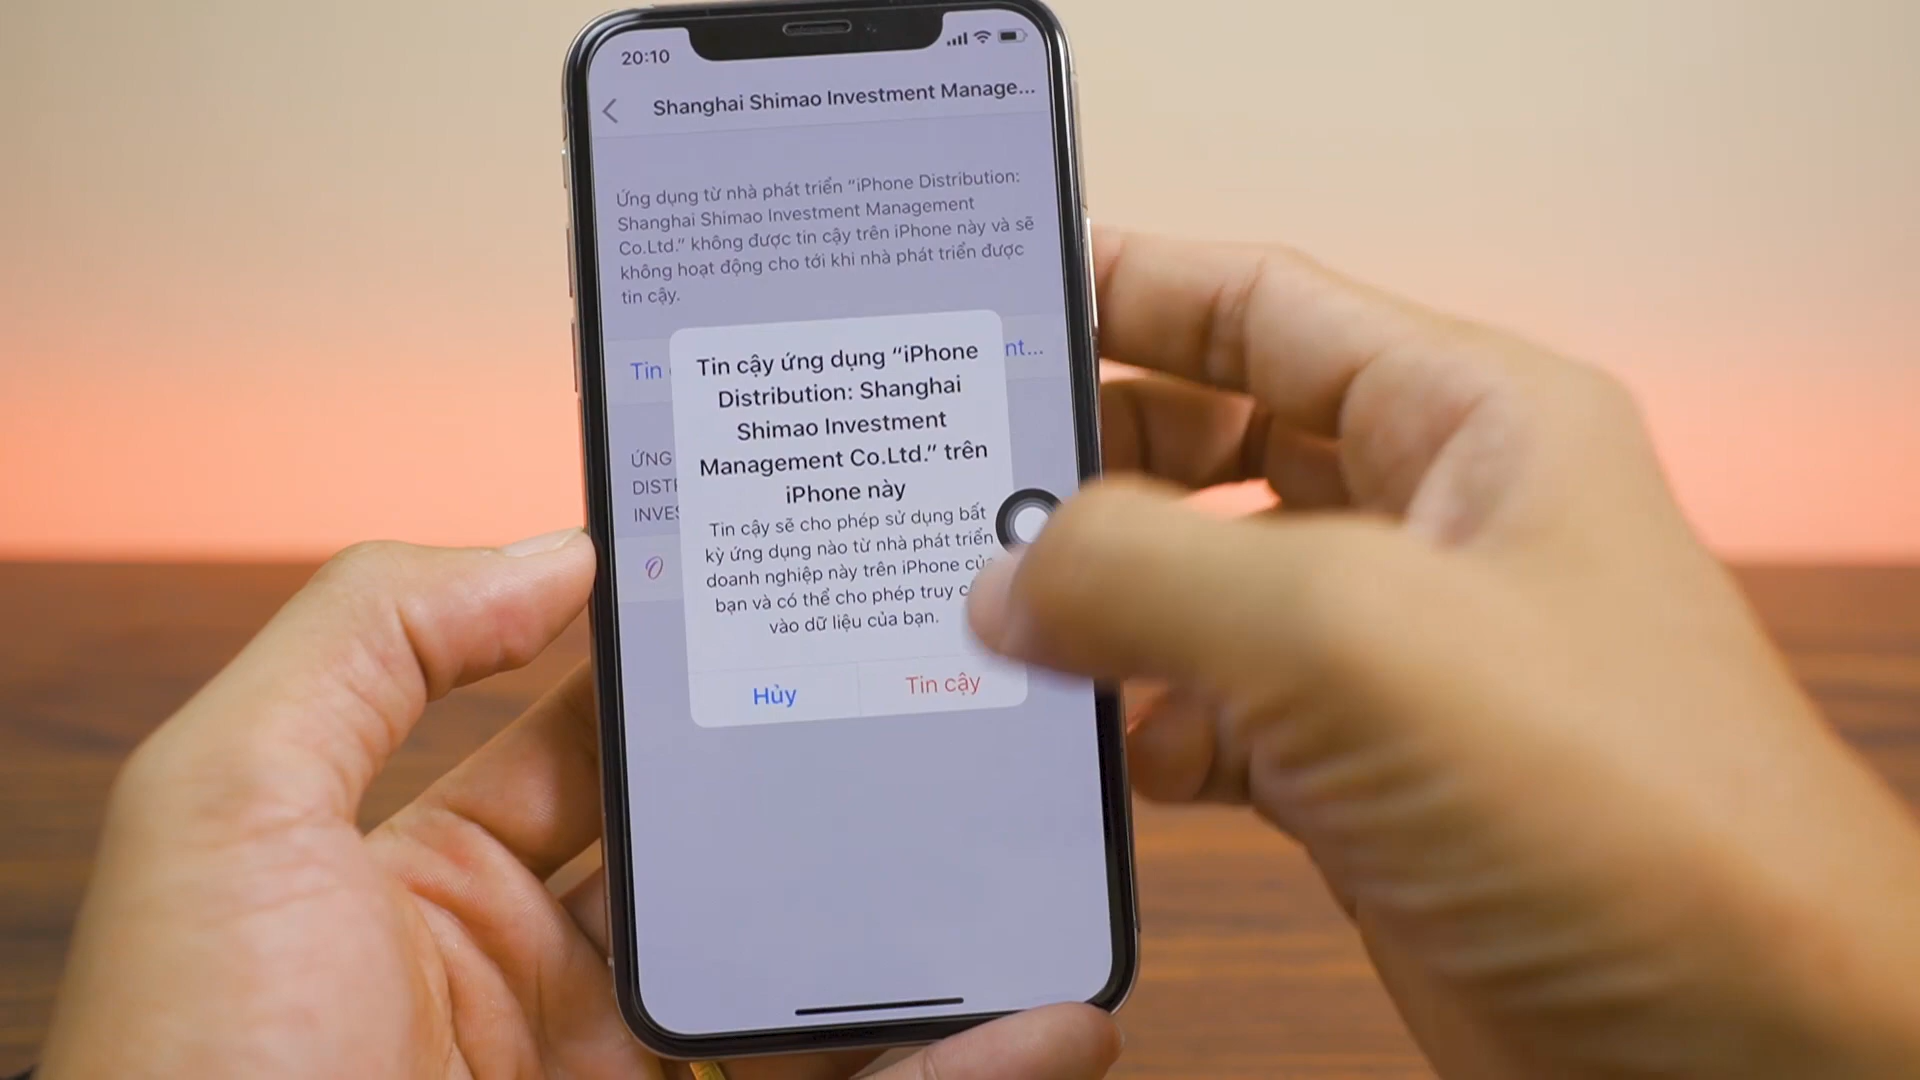 20:10
Shanghai Shimao Investment Manage...
Ứng dụng từ nhà phát triển “iPhone Distribution:
Shanghai Shimao Investment Management
Co.Ltd.” không được tin cậy trên iPhone này và sẽ
không hoạt động cho tới khi nhà phát triển được
tin cậy.
Tin
nt...
Tin cậy ứng dụng “iPhone
Distribution: Shanghai
Shimao Investment
Management Co.Ltd.” trên
iPhone này
ỨNG
Tin cậy sẽ cho phép sử dụng bất
kỳ ứng dụng nào từ nhà phát triển
doanh nghiệp này trên iPhone của
bạn và có thể cho phép truy
vào dữ liệu của bạn.
Hủy
Tin cậy